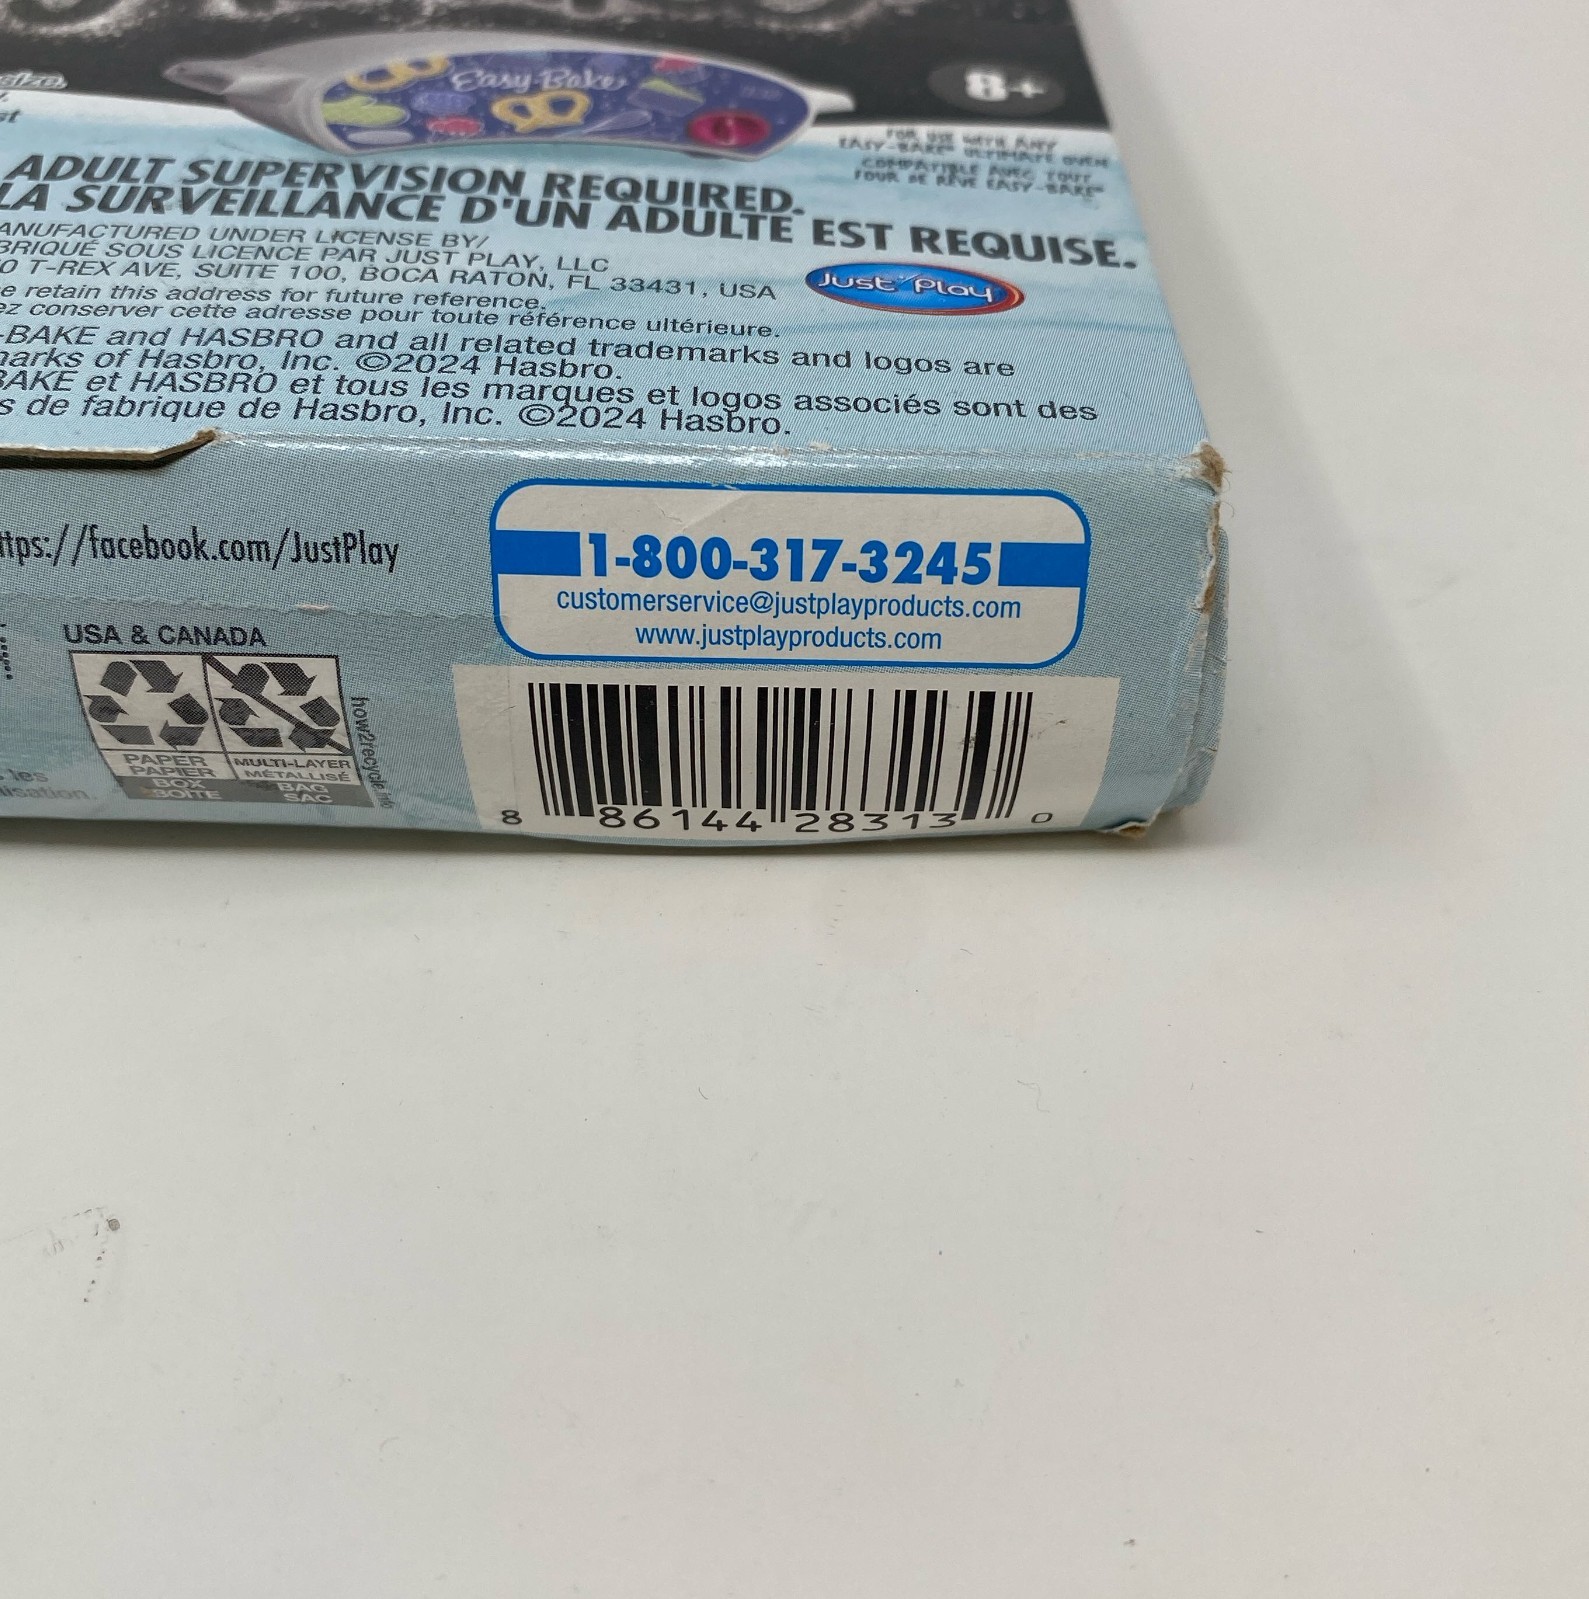 size.
Easy-Bake
8+
FOR USE WITH ANY
EASY-BAKE® ULTIMATE OVEN
COMPATIBLE AVEC TOUT
FOUR DE RÊVE EASY-BAKE®
ADULT SUPERVISION REQUIRED.
LA SURVEILLANCE D'UN ADULTE EST REQUISE.
ANUFACTURED UNDER LICENSE BY/
BRIQUÉ SOUS LICENCE PAR JUST PLAY, LLC
0 T-REX AVE, SUITE 100, BOCA RATON, FL 33431, USA
Just Play
e retain this address for future reference.
ez conserver cette adresse pour toute référence ultérieure.
-BAKE and HASBRO and all related trademarks and logos are
marks of Hasbro, Inc. ©2024 Hasbro.
BAKE et HASBRO et tous les marques et logos associés sont des
s de fabrique de Hasbro, Inc. ©2024 Hasbro.
ttps://facebook.com/JustPlay
1-800-317-3245
customerservice@justplayproducts.com
www.justplayproducts.com
USA & CANADA
PAPER
PAPIER
BOX
BOÎTE
MULTI-LAYER
MÉTALLISÉ
BAG
SAC
how2recycle.info
les
lisation.
8 86144 28313 0